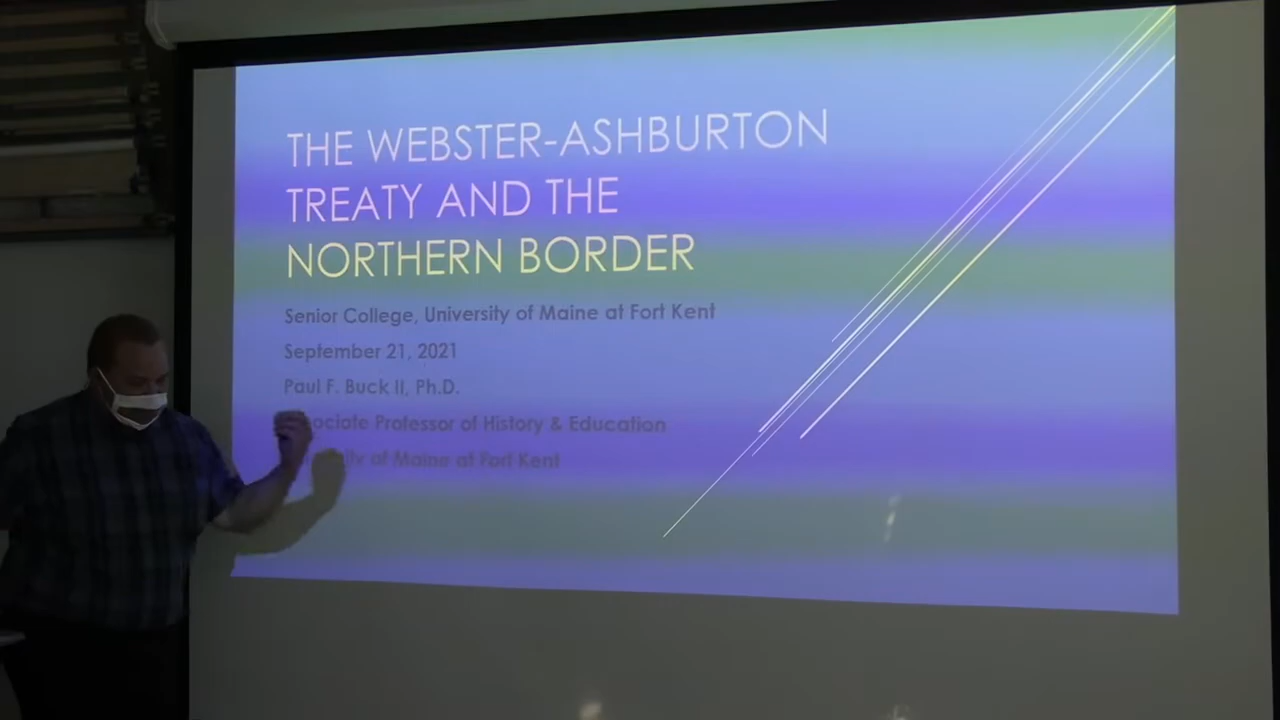 THE WEBSTER-ASHBURTON
TREATY AND THE
NORTHERN BORDER
Senior College, University of Maine at Fort Kent
September 21, 2021
Paul F. Buck II, Ph.D.
Professor of History & Education
of Maine at Fort Kent